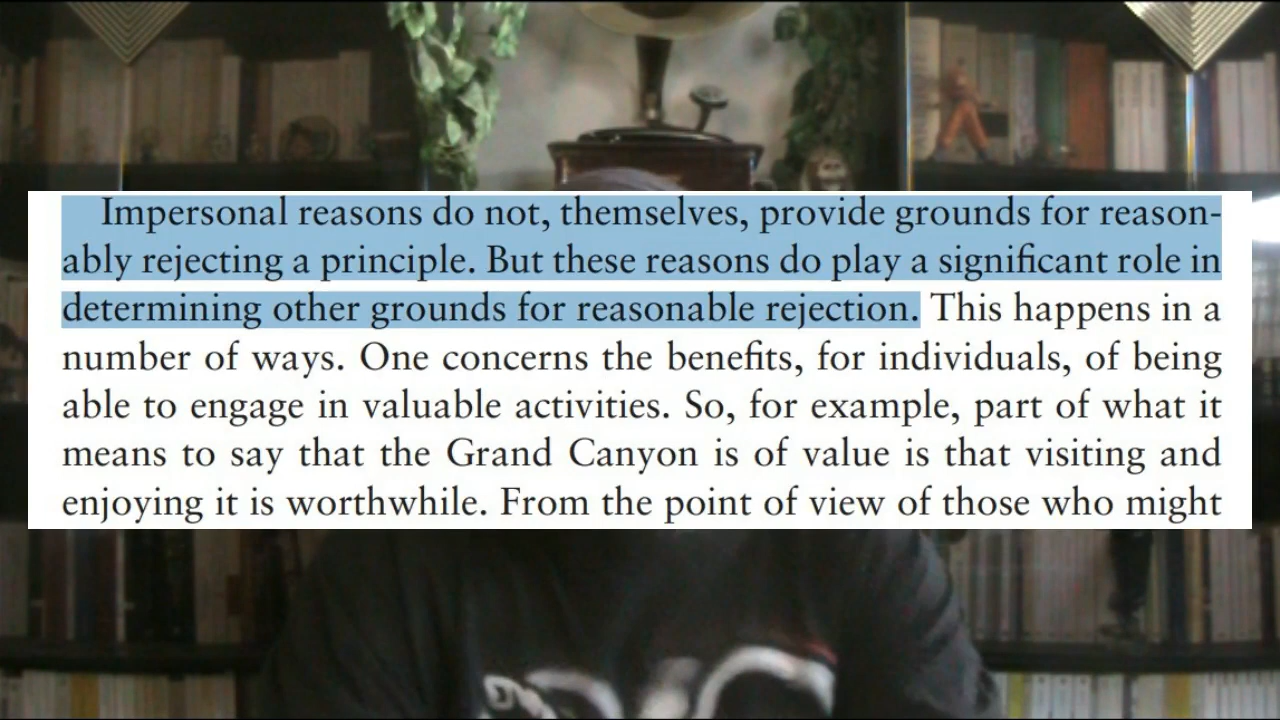 Impersonal reasons do not, themselves, provide grounds for reason-
ably rejecting a principle. But these reasons do play a significant role in
determining other grounds for reasonable rejection. This happens in a
number of ways. One concerns the benefits, for individuals, of being
able to engage in valuable activities. So, for example, part of what it
means to say that the Grand Canyon is of value is that visiting and
enjoying it is worthwhile. From the point of view of those who might